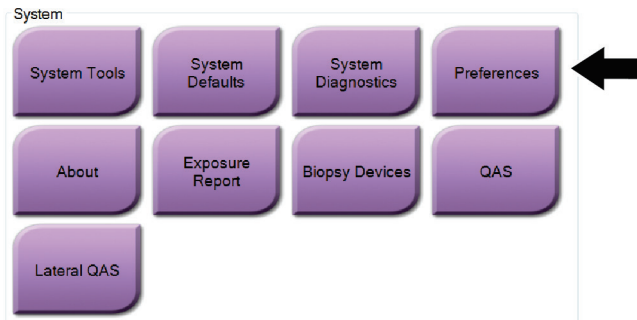 System
System Tools
System
Defaults
System
Diagnostics
Preferences
About
Exposure
Report
Biopsy Devices
QAS
Lateral QAS